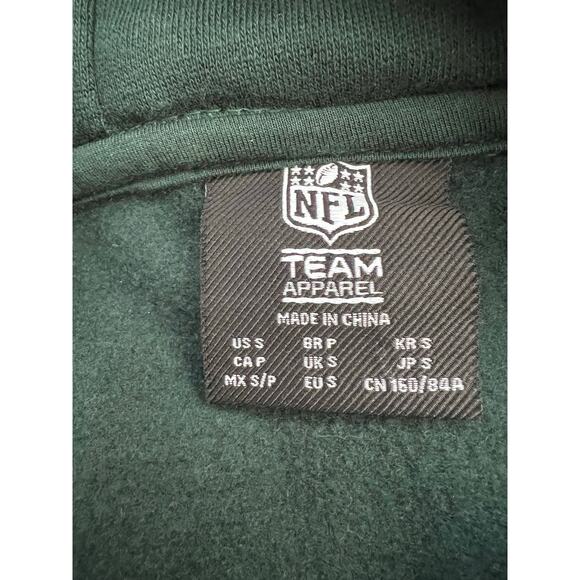 NFL
TEAM
APPAREL
MADE IN CHINA
US S BR P KR S
CA P UK S JP S
MX S/P EU S CN 160/84A